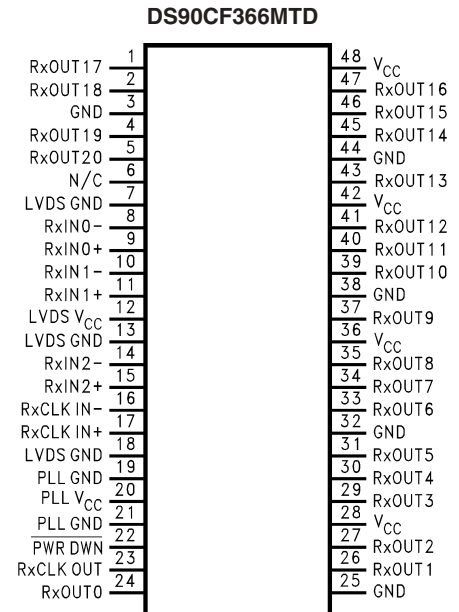 DS90CF366MTD
RxOUT17 1 48 VCC
RxOUT18 2 47 RxOUT16
GND 3 46 RxOUT15
RxOUT19 4 45 RxOUT14
RxOUT20 5 44 GND
N/C 6 43 RxOUT13
LVDS GND 7 42 VCC
RxIN0− 8 41 RxOUT12
RxIN0+ 9 40 RxOUT11
RxIN1− 10 39 RxOUT10
RxIN1+ 11 38 GND
LVDS VCC 12 37 RxOUT9
LVDS GND 13 36 VCC
RxIN2− 14 35 RxOUT8
RxIN2+ 15 34 RxOUT7
RxCLK IN− 16 33 RxOUT6
RxCLK IN+ 17 32 GND
LVDS GND 18 31 RxOUT5
PLL GND 19 30 RxOUT4
PLL VCC 20 29 RxOUT3
PLL GND 21 28 VCC
PWR DWN 22 27 RxOUT2
RxCLK OUT 23 26 RxOUT1
RxOUT0 24 25 GND